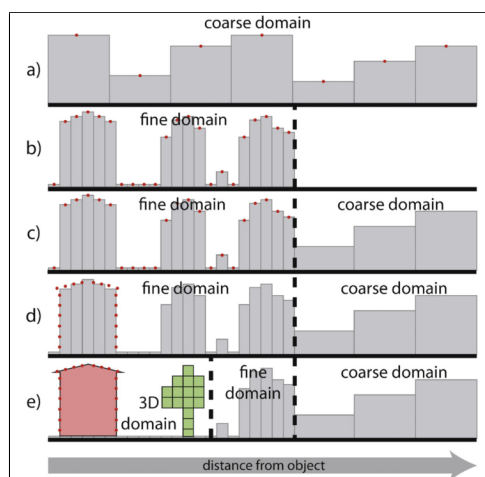 coarse domain
a)
fine domain
b)
fine domain
coarse domain
c)
fine domain
coarse domain
d)
fine
domain
coarse domain
3D
domain
e)
distance from object